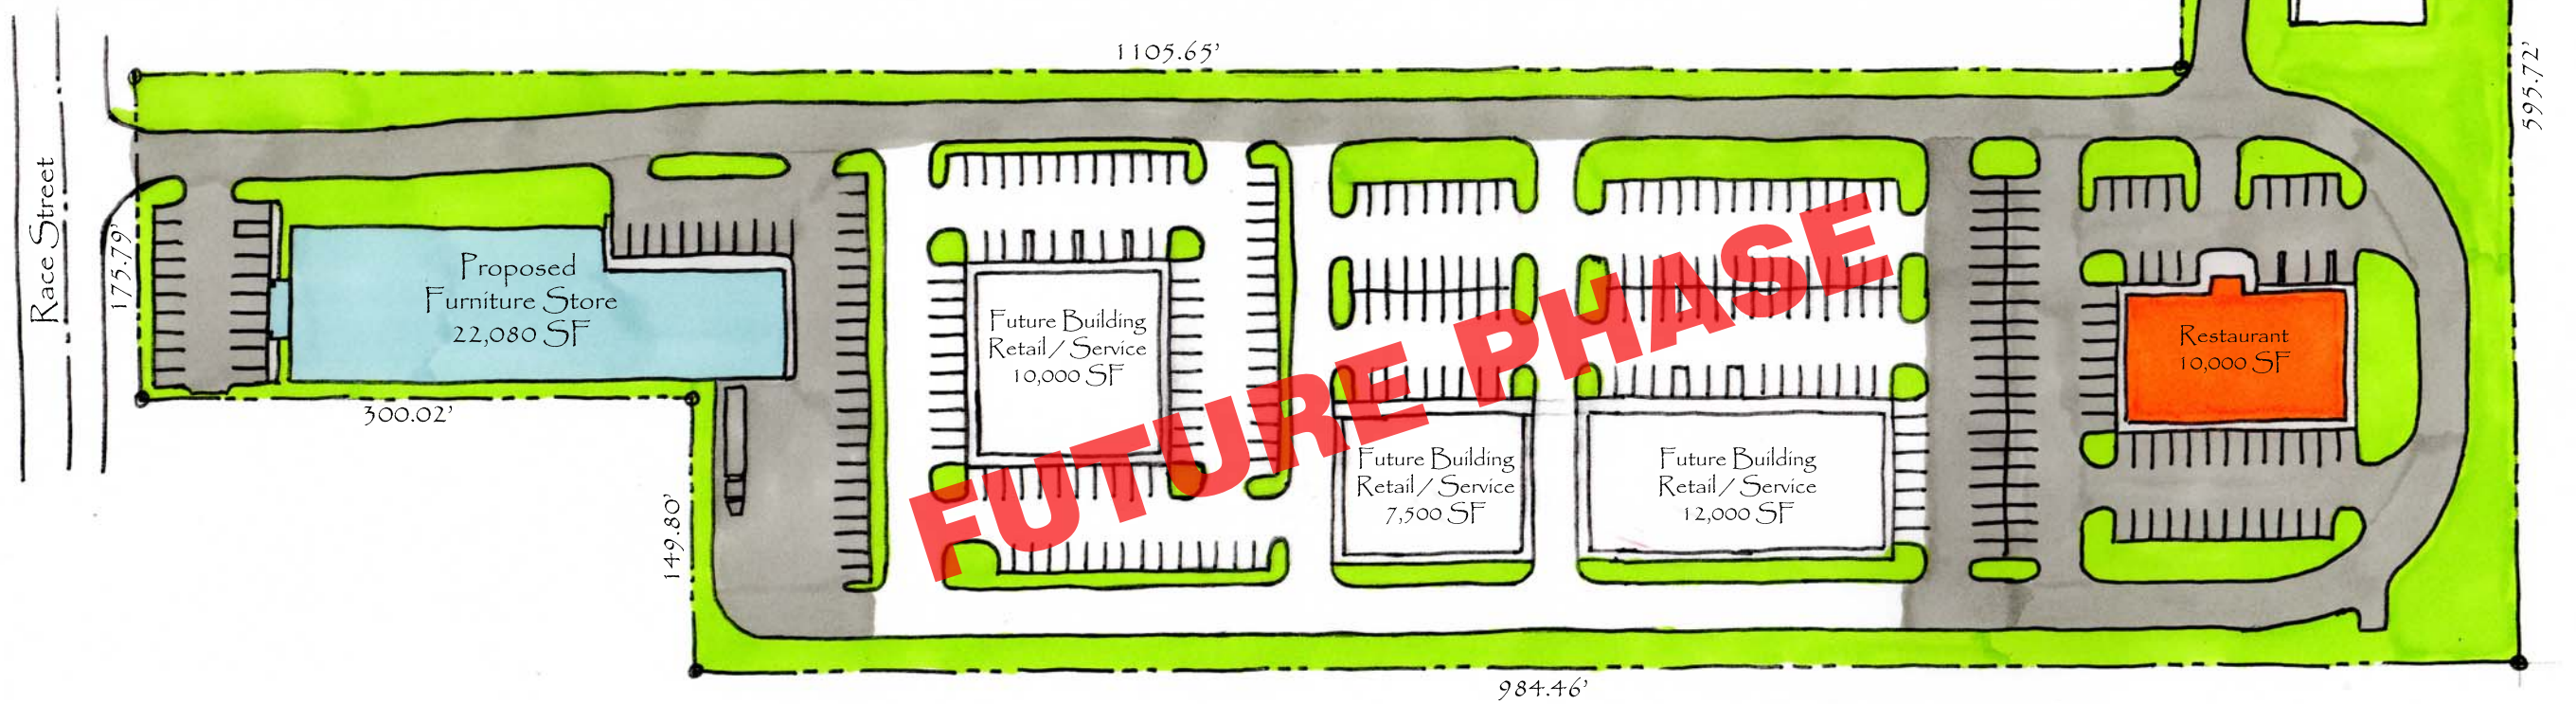 1105.65'
595.72'
Race Street
175.79'
Proposed
Furniture Store
22,080 SF
300.02'
149.80'
Future Building
Retail / Service
10,000 SF
FUTURE PHASE
Future Building
Retail / Service
7,500 SF
Future Building
Retail / Service
12,000 SF
Restaurant
10,000 SF
984.46'